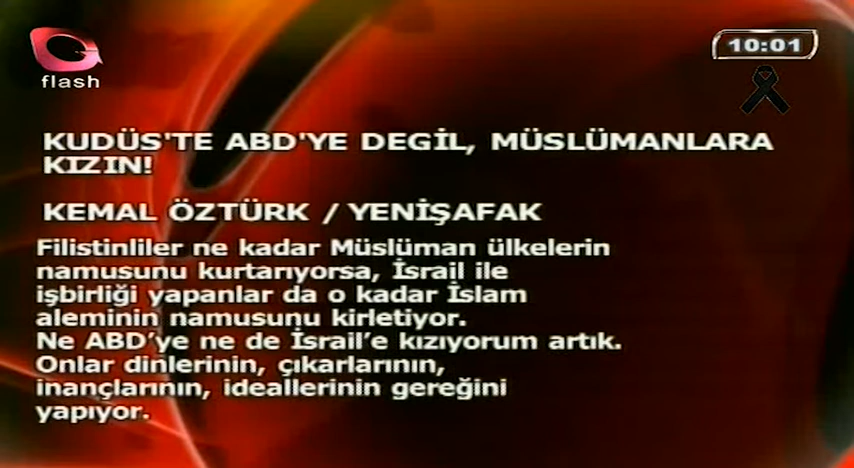 flash
10:01
KUDÜS'TE ABD'YE DEGİL, MÜSLÜMANLARA
KIZIN!
KEMAL ÖZTÜRK / YENİŞAFAK
Filistinliler ne kadar Müslüman ülkelerin
namusunu kurtarıyorsa, İsrail ile
işbirliği yapanlar da o kadar İslam
aleminin namusunu kirletiyor.
Ne ABD’ye ne de İsrail’e kızıyorum artık.
Onlar dinlerinin, çıkarlarının,
inançlarının, ideallerinin gereğini
yapıyor.